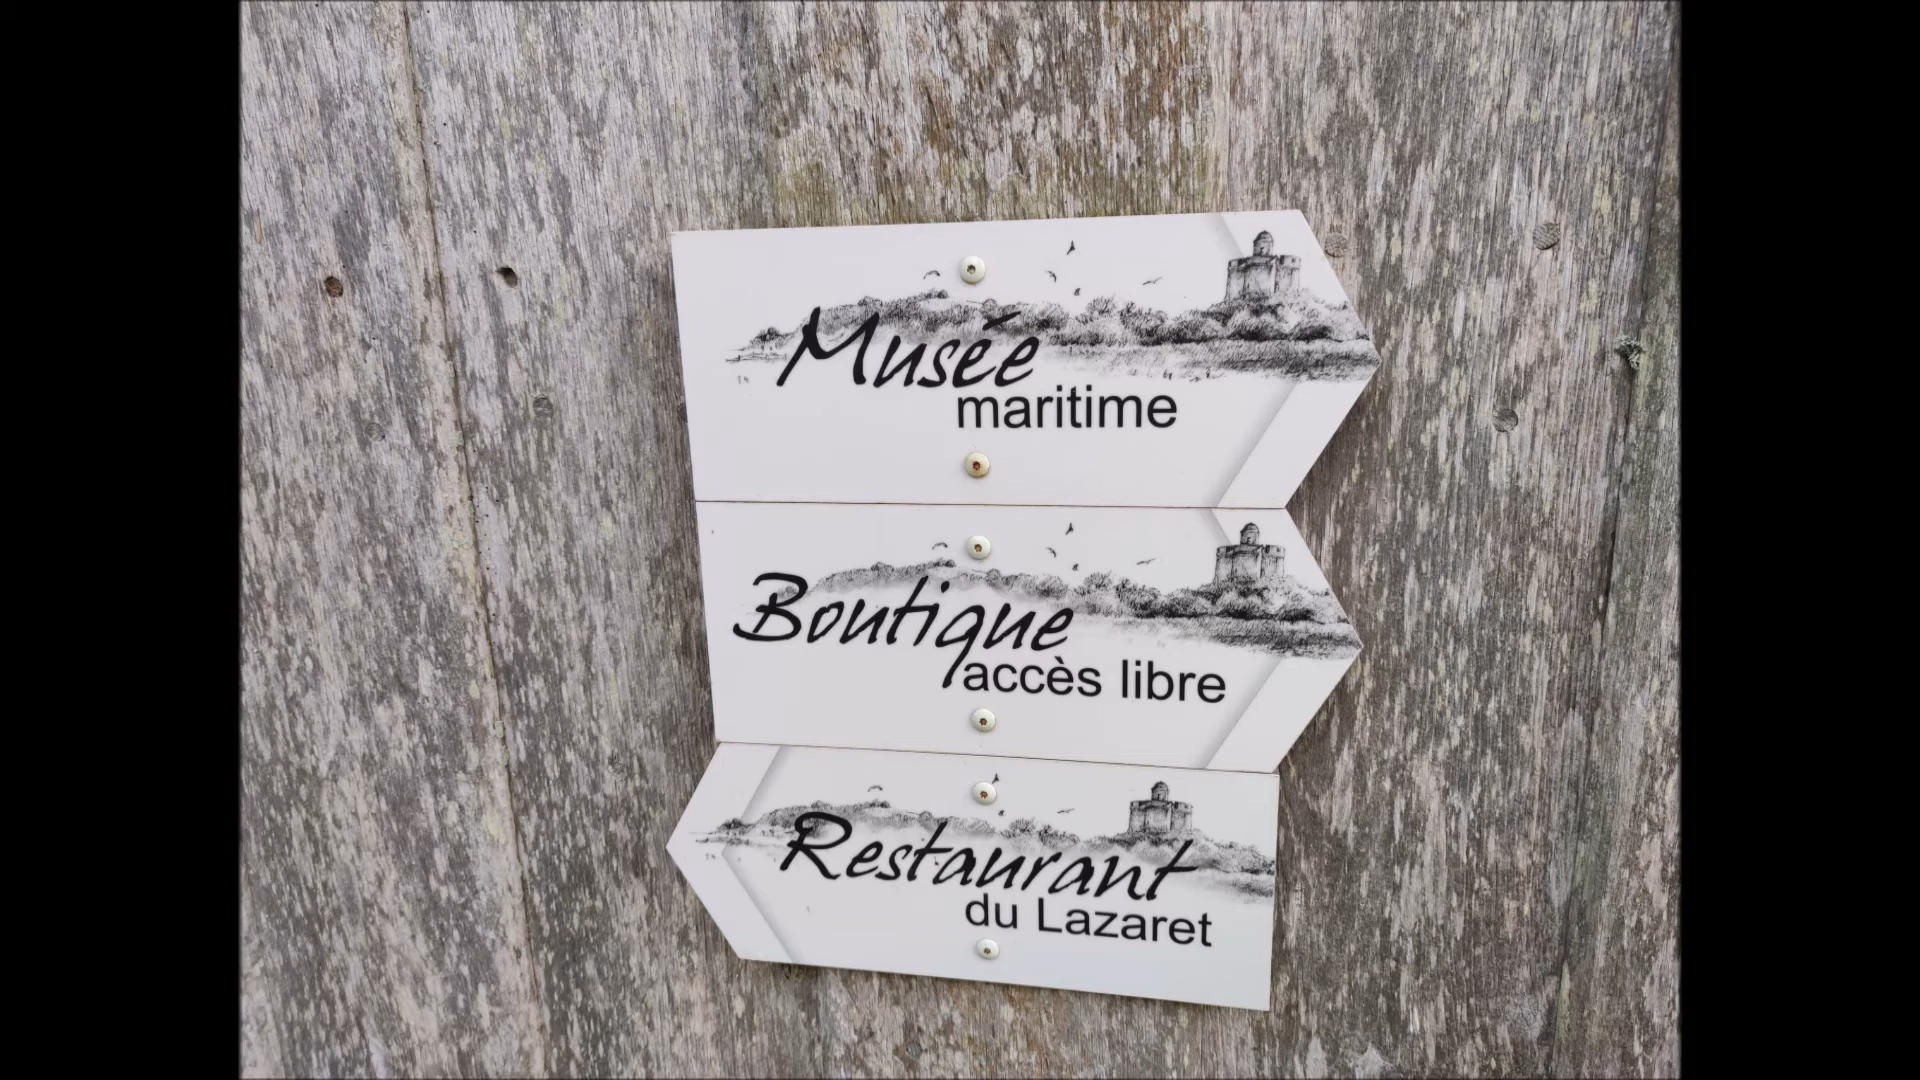 Musée
maritime
Boutique
accès libre
Restaurant
du Lazaret